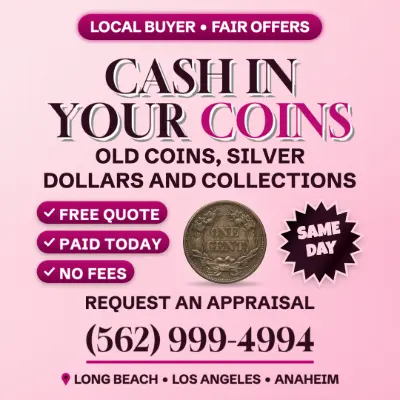 LOCAL BUYER • FAIR OFFERS
CASH IN
YOUR COINS
OLD COINS, SILVER
DOLLARS AND COLLECTIONS
✓ FREE QUOTE
✓ PAID TODAY
✓ NO FEES
ONE
CENT
SAME
DAY
REQUEST AN APPRAISAL
(562) 999-4994
LONG BEACH • LOS ANGELES • ANAHEIM